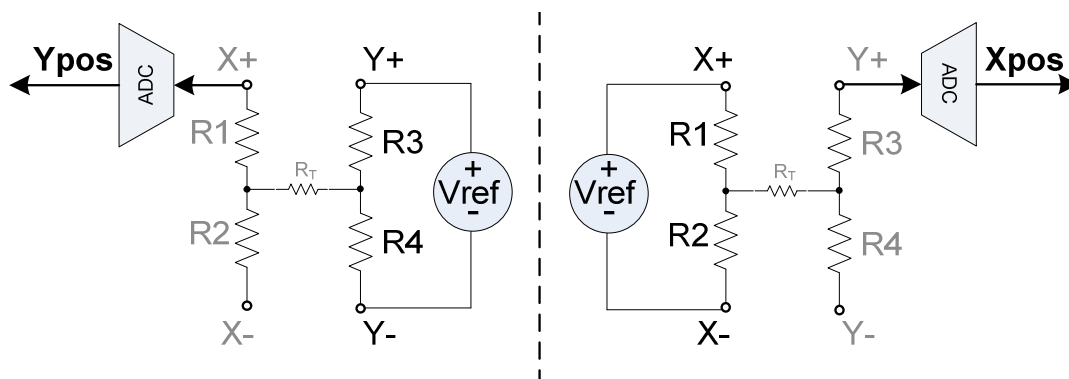 Ypos
ADC
X+
R1
R2
X-
RT
Y+
R3
R4
Y-
+
Vref
-
X+
R1
R2
X-
+
Vref
-
RT
Y+
R3
R4
Y-
ADC
Xpos